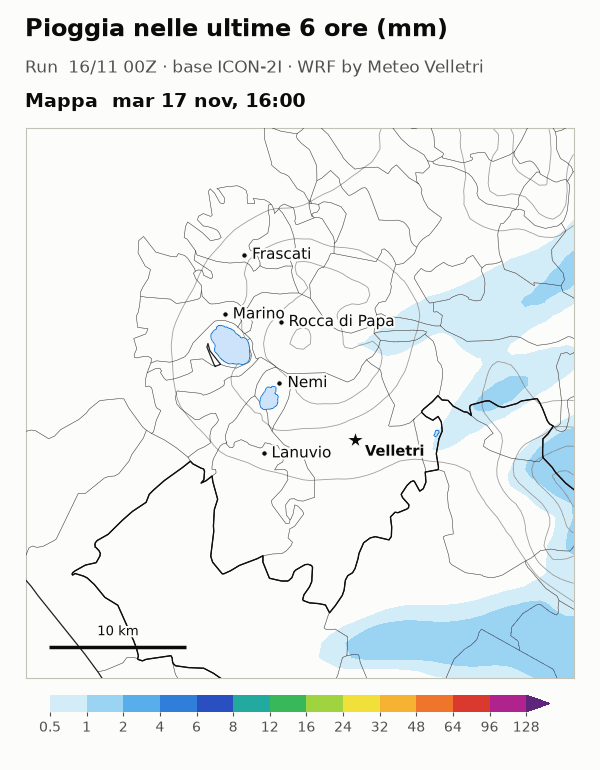 Pioggia nelle ultime 6 ore (mm)
Run  16/11 00Z · base ICON-2I · WRF by Meteo Velletri
Mappa  mar 17 nov, 16:00
Frascati
Marino
Rocca di Papa
Nemi
Velletri
Lanuvio
10 km
0.5 1 2 4 6 8 12 16 24 32 48 64 96 128